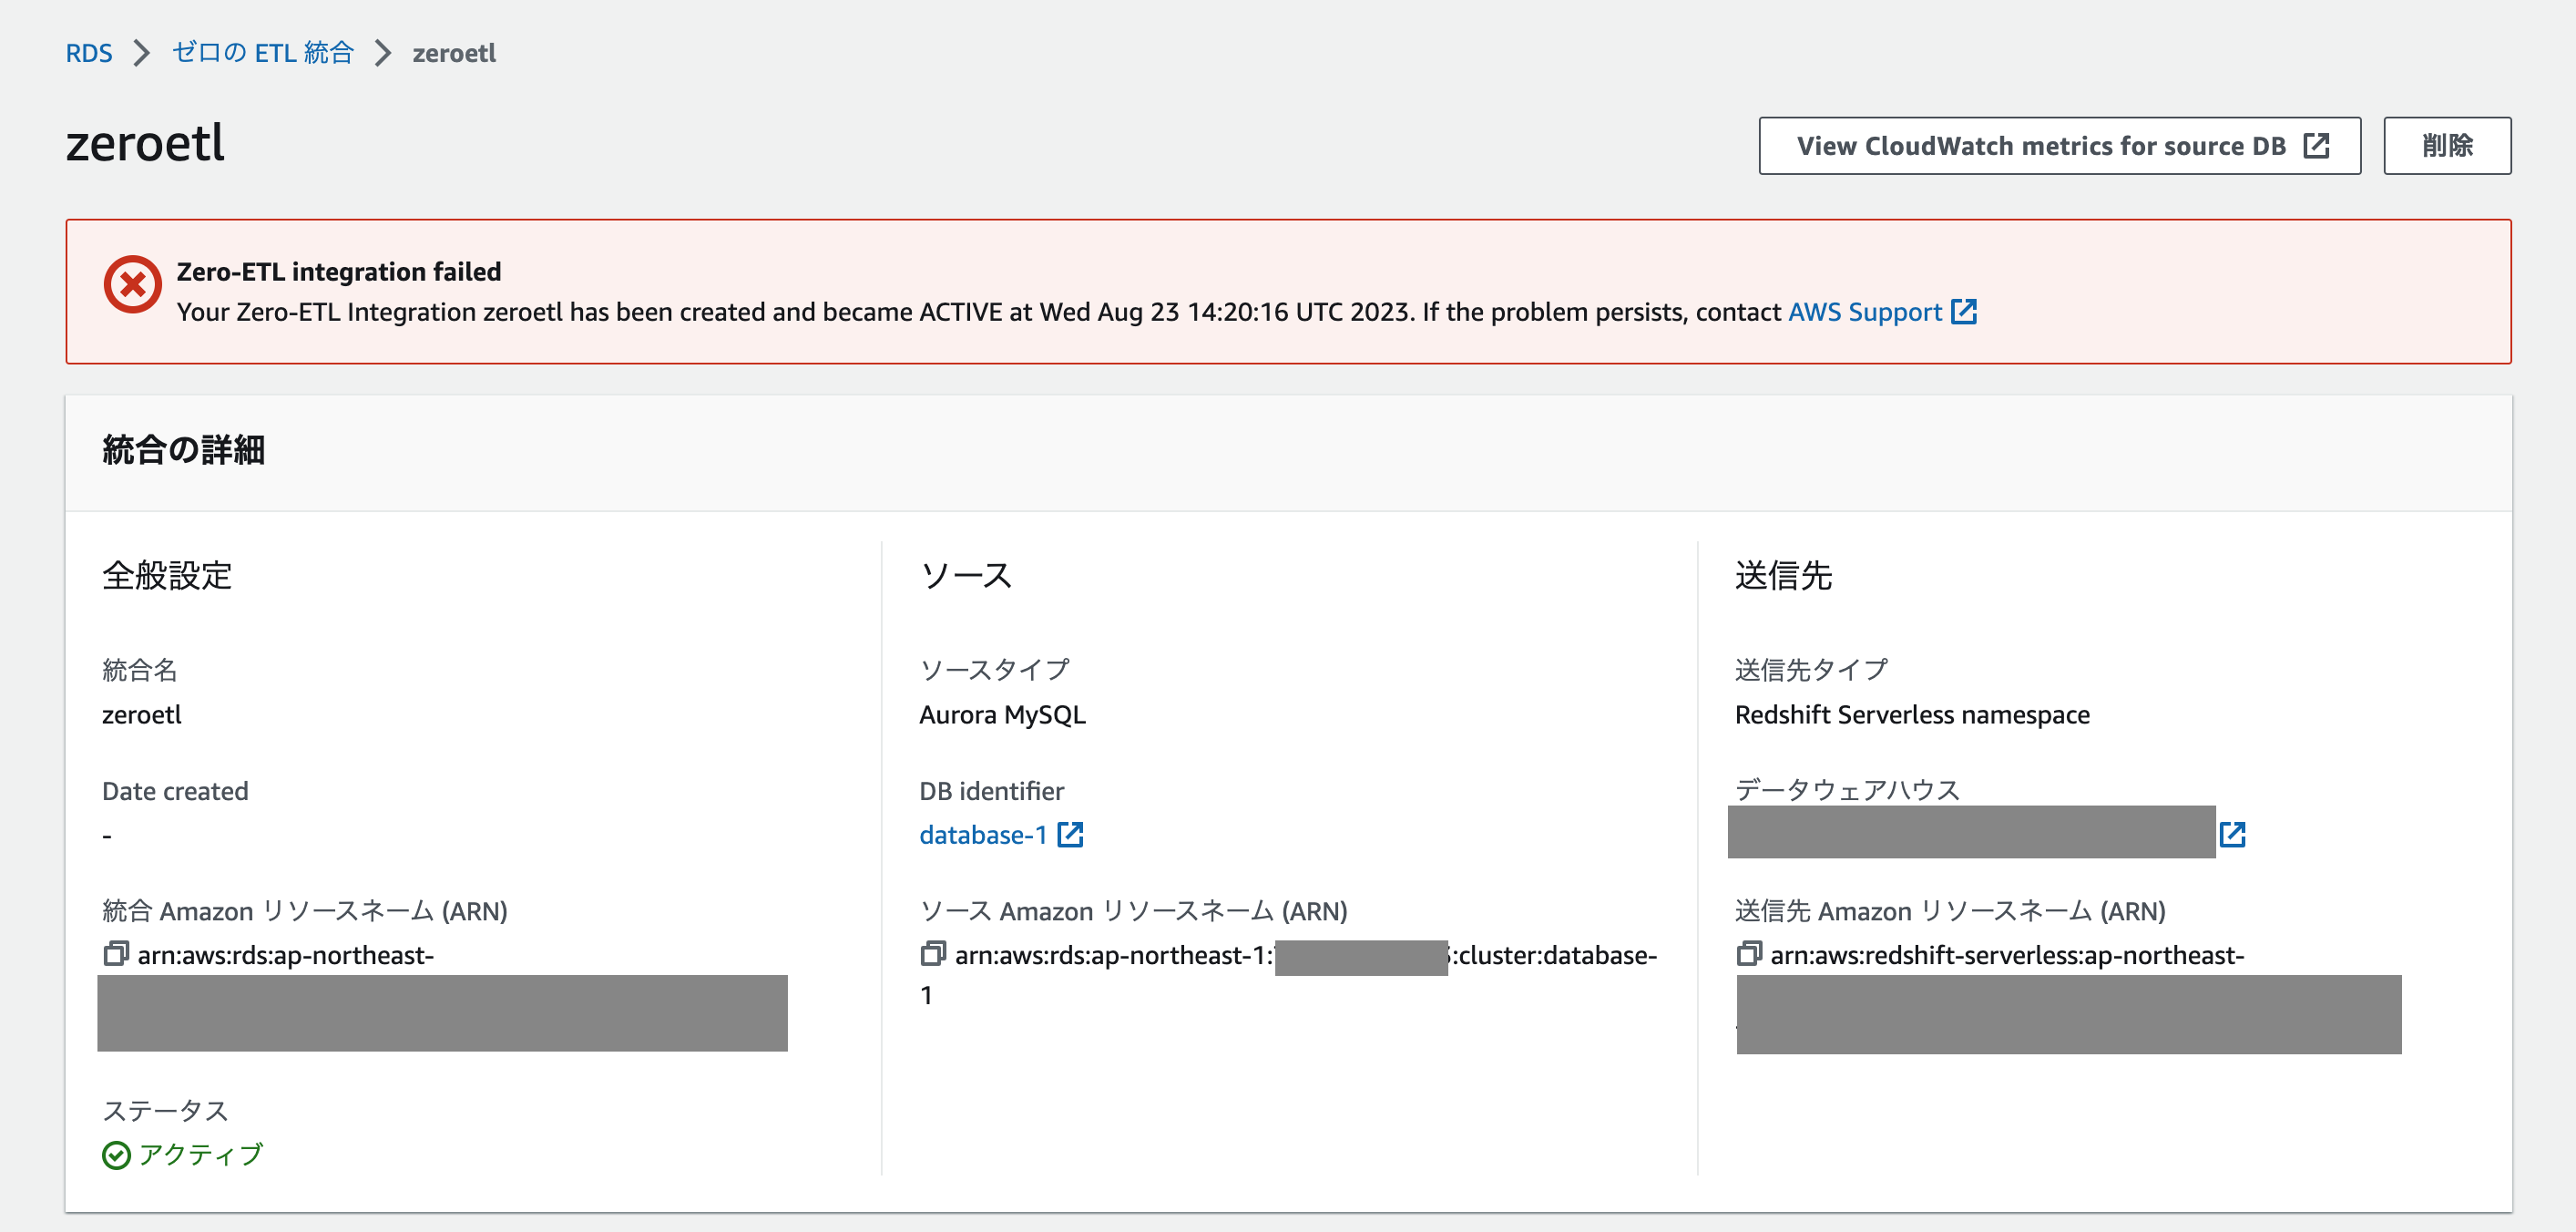 RDS > ゼロの ETL 統合 > zeroetl
zeroetl
View CloudWatch metrics for source DB
削除
Zero-ETL integration failed
Your Zero-ETL Integration zeroetl has been created and became ACTIVE at Wed Aug 23 14:20:16 UTC 2023. If the problem persists, contact AWS Support
統合の詳細
全般設定
統合名
zeroetl
Date created
-
統合 Amazon リソースネーム (ARN)
arn:aws:rds:ap-northeast-
ステータス
アクティブ
ソース
ソースタイプ
Aurora MySQL
DB identifier
database-1
ソース Amazon リソースネーム (ARN)
arn:aws:rds:ap-northeast-1: :cluster:database-
1
送信先
送信先タイプ
Redshift Serverless namespace
データウェアハウス
送信先 Amazon リソースネーム (ARN)
arn:aws:redshift-serverless:ap-northeast-